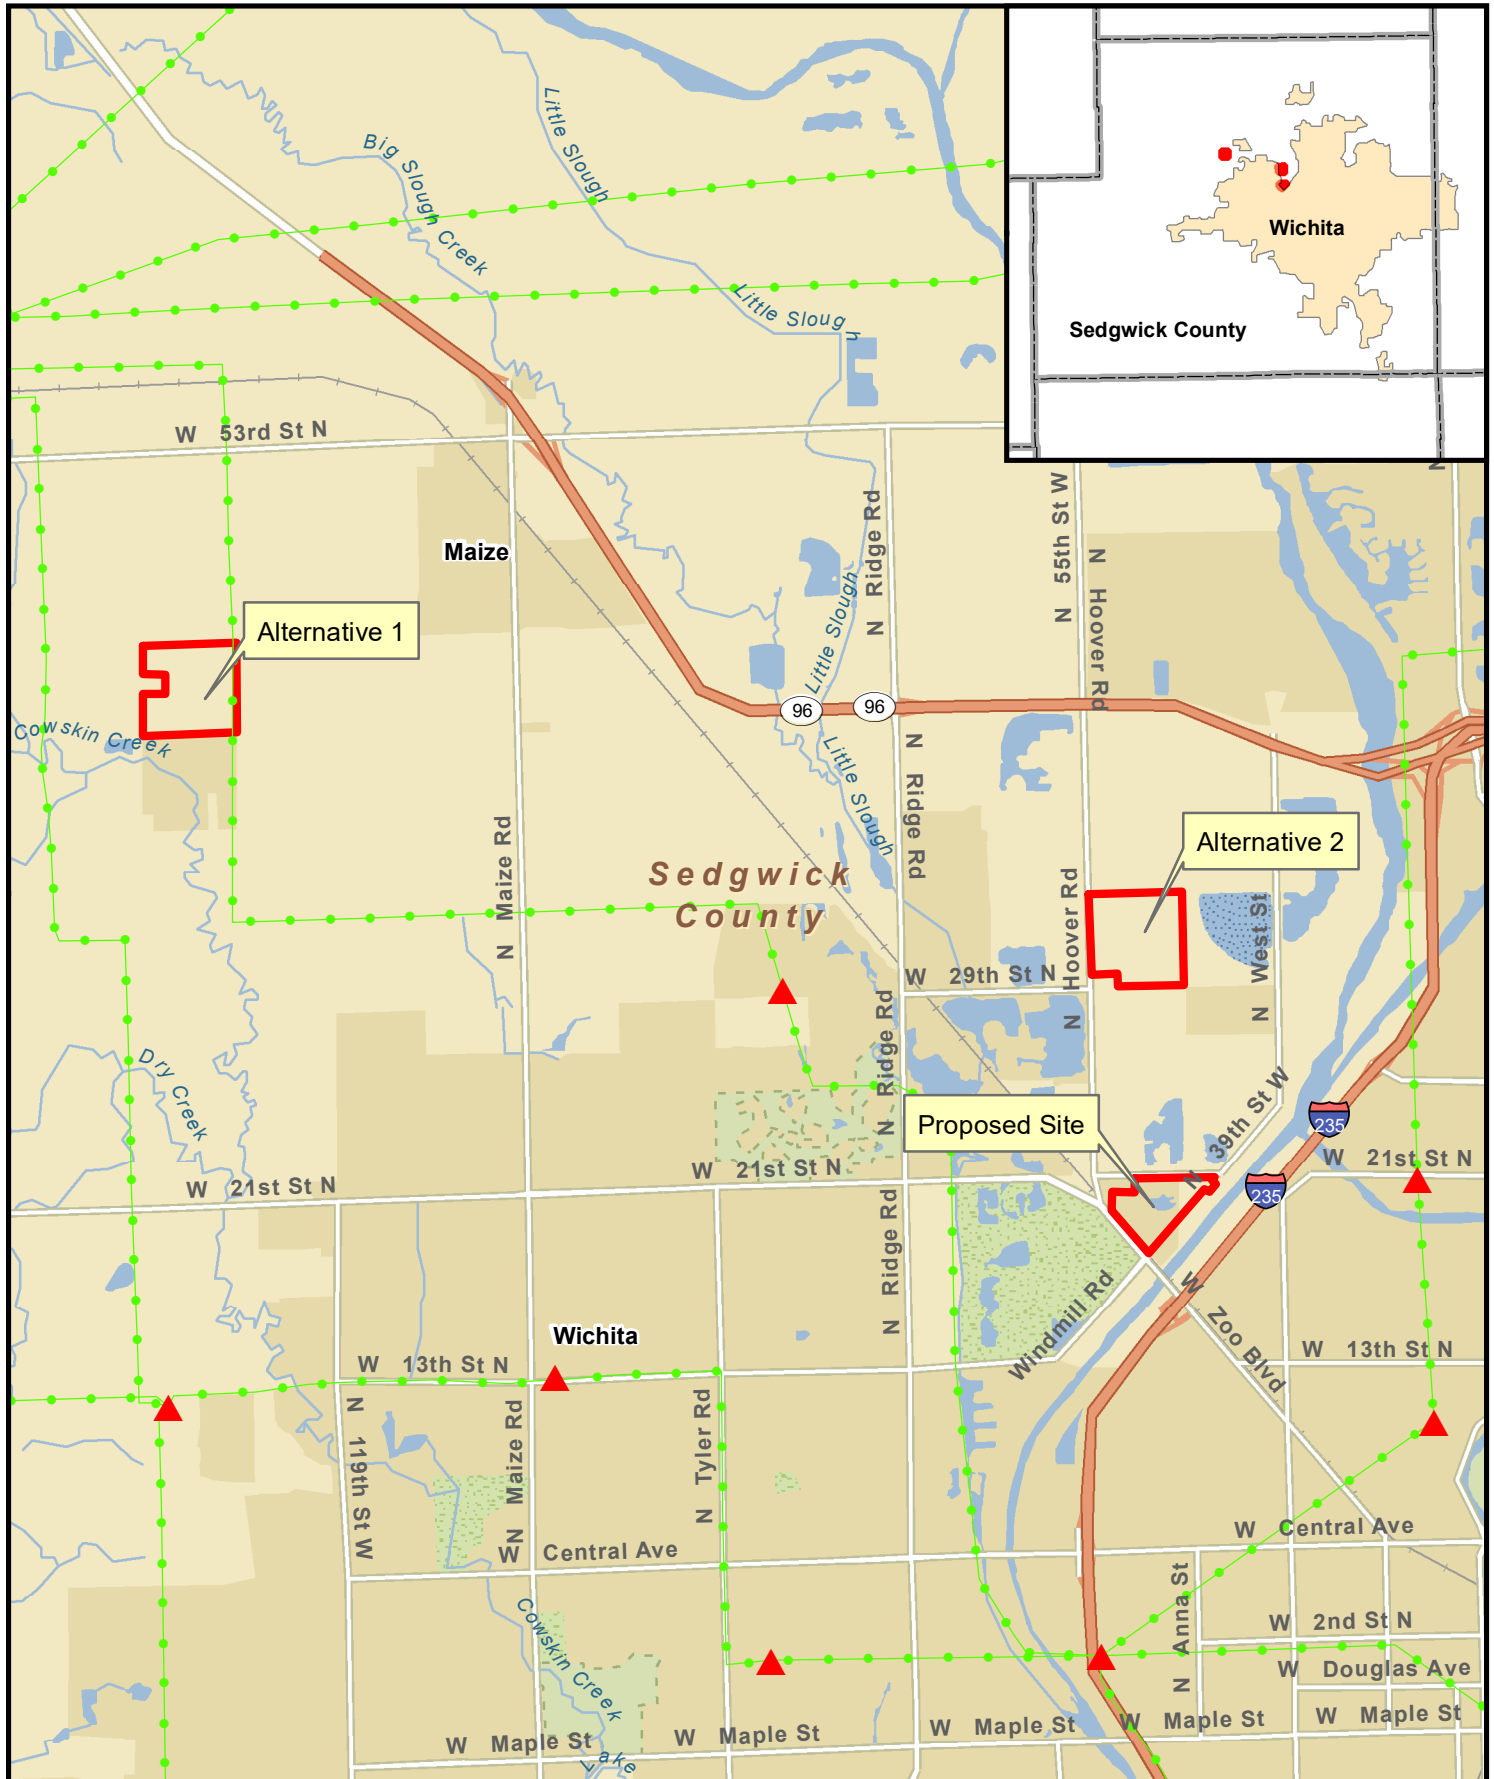 Wichita
Sedgwick County
Little Slough
Big Slough Creek
Little Slough
W 53rd St N
N
Maize
N Ridge Rd
N 55th St W
N Hoover Rd
Little Slough
Alternative 1
Cowskin Creek
96
96
Little Slough
N Ridge Rd
N Maize Rd
Alternative 2
Sedgwick
County
N Hoover Rd
N West St
W 29th St N
N Ridge Rd
Dry Creek
Proposed Site
N 39th St W
235
W 21st St N
W 21st St N
W 21st St N
235
N Ridge Rd
Windmill Rd
W Zoo Blvd
Wichita
W 13th St N
W 13th St N
N 119th St W
N Maize Rd
N Tyler Rd
W Central Ave
W Central Ave
N Anna St
Cowskin Creek
W 2nd St N
W Douglas Ave
W Maple St
W Maple St
W Maple St
W Maple St
W Maple St
Lake